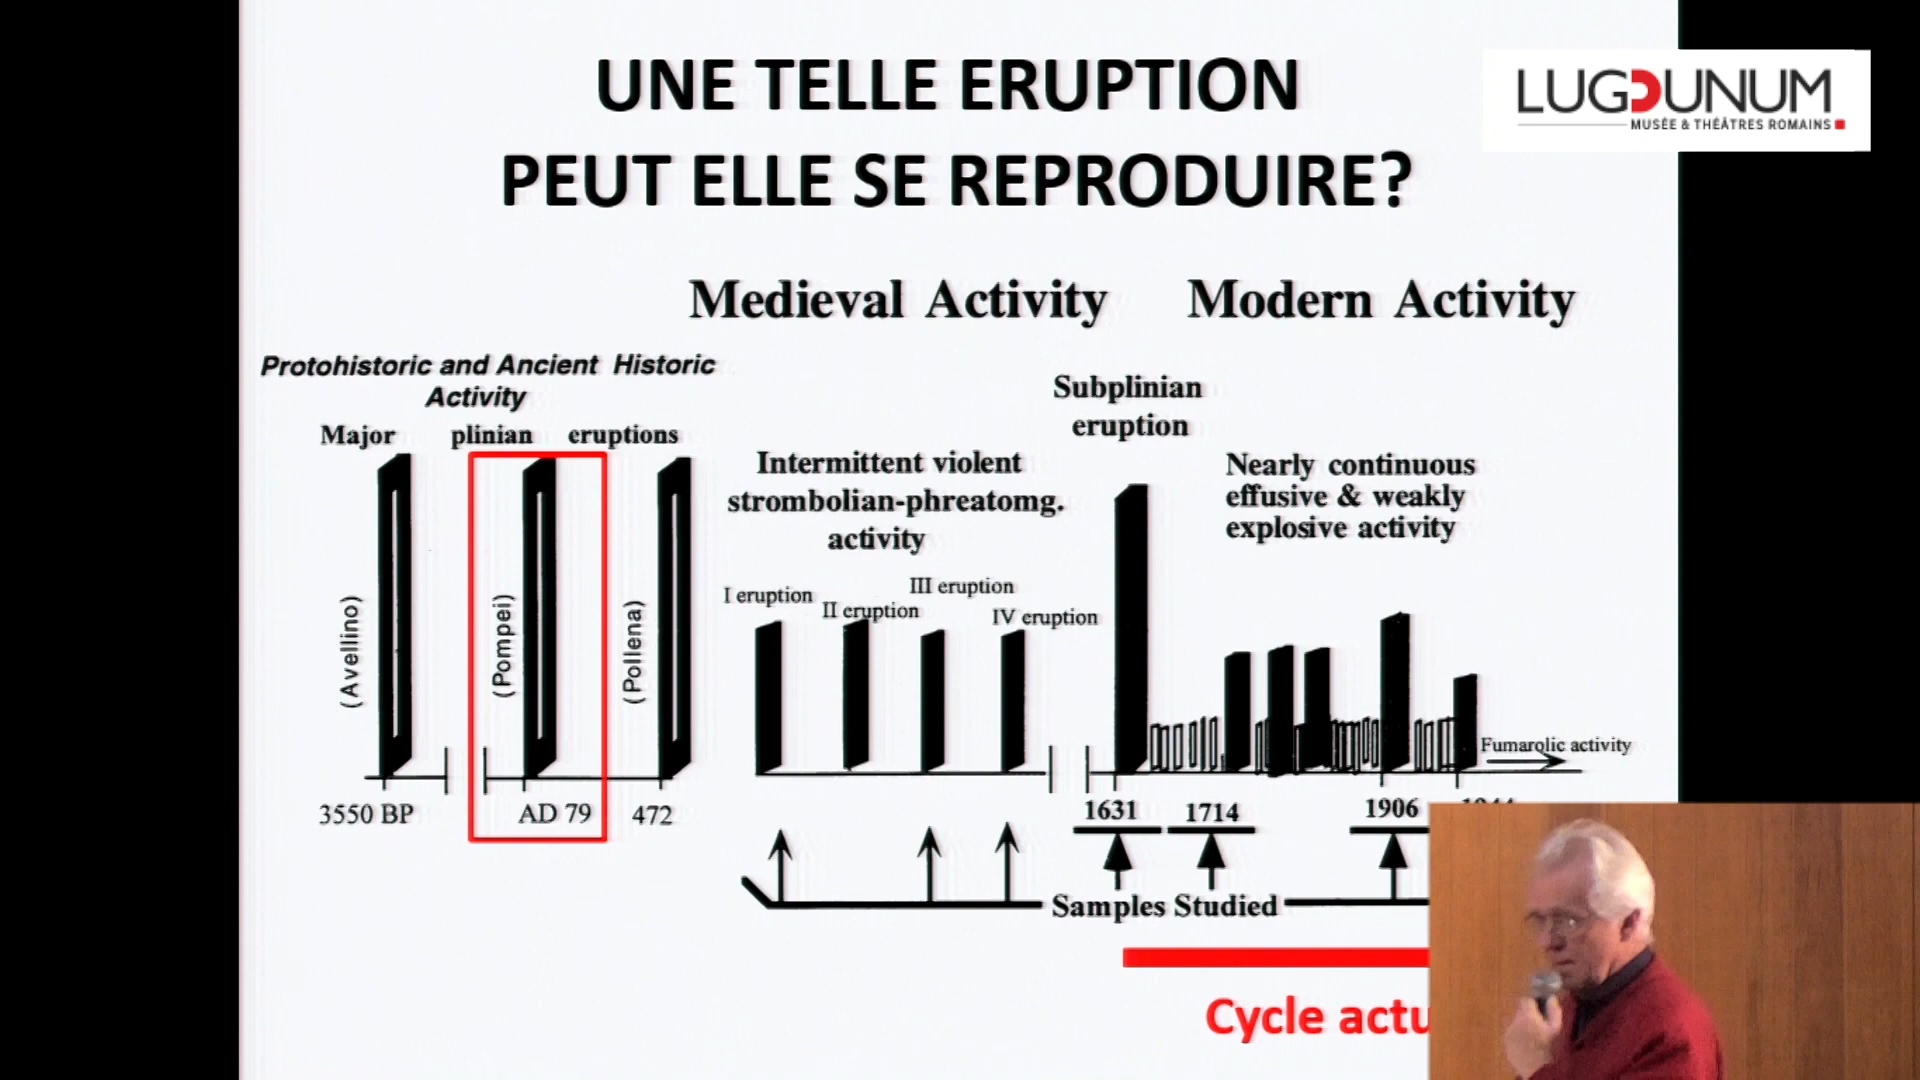 UNE TELLE ERUPTION
PEUT ELLE SE REPRODUIRE?
LUGDUNUM
MUSÉE & THÉÂTRES ROMAINS
Medieval Activity
Modern Activity
Protohistoric and Ancient Historic
Activity
Major plinian eruptions
Subplinian
eruption
Intermittent violent
strombolian-phreatomg.
activity
Nearly continuous
effusive & weakly
explosive activity
I eruption
II eruption
III eruption
IV eruption
(Avellino)
(Pompei)
(Pollena)
Fumarolic activity
3550 BP
AD 79
472
1631
1714
1906
Samples Studied
Cycle